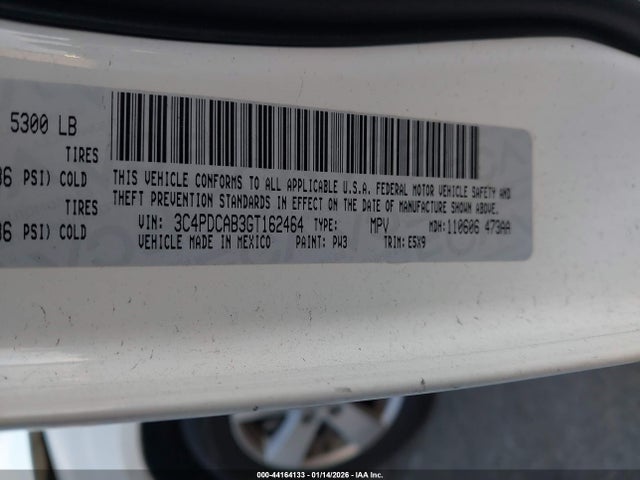 5300 LB
TIRES
36 PSI) COLD
TIRES
36 PSI) COLD
THIS VEHICLE CONFORMS TO ALL APPLICABLE U.S.A. FEDERAL MOTOR VEHICLE SAFETY AND
THEFT PREVENTION STANDARDS IN EFFECT ON THE DATE OF MANUFACTURE SHOWN ABOVE.
VIN: 3C4PDCAB3GT162464 TYPE: MPV MDH:110606 473AA
VEHICLE MADE IN MEXICO PAINT: PW3 TRIM: E5X9
000-44164133 - 01/14/2026 - IAA Inc.